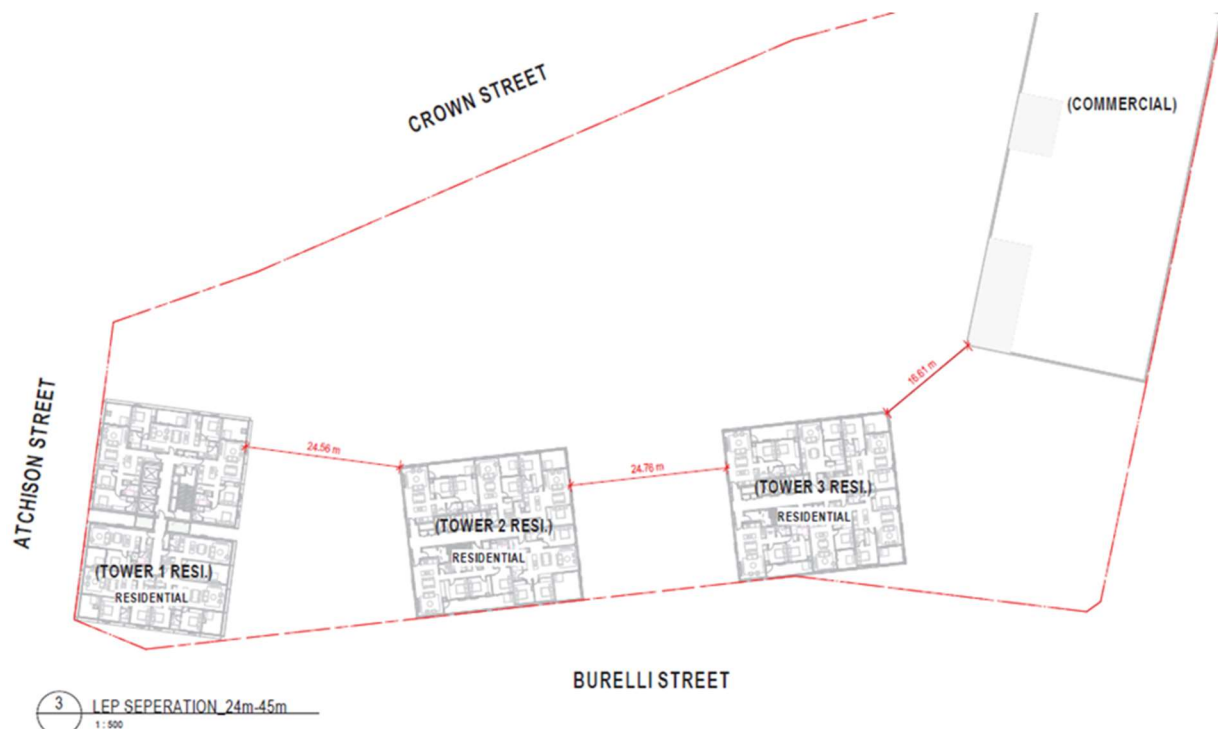 CROWN STREET
(COMMERCIAL)
16.61 m
24.56 m
24.76 m
ATCHISON STREET
(TOWER 1 RESI.)
RESIDENTIAL
(TOWER 2 RESI.)
RESIDENTIAL
(TOWER 3 RESI.)
RESIDENTIAL
BURELLI STREET
3 LEP SEPERATION_24m-45m
1 : 500